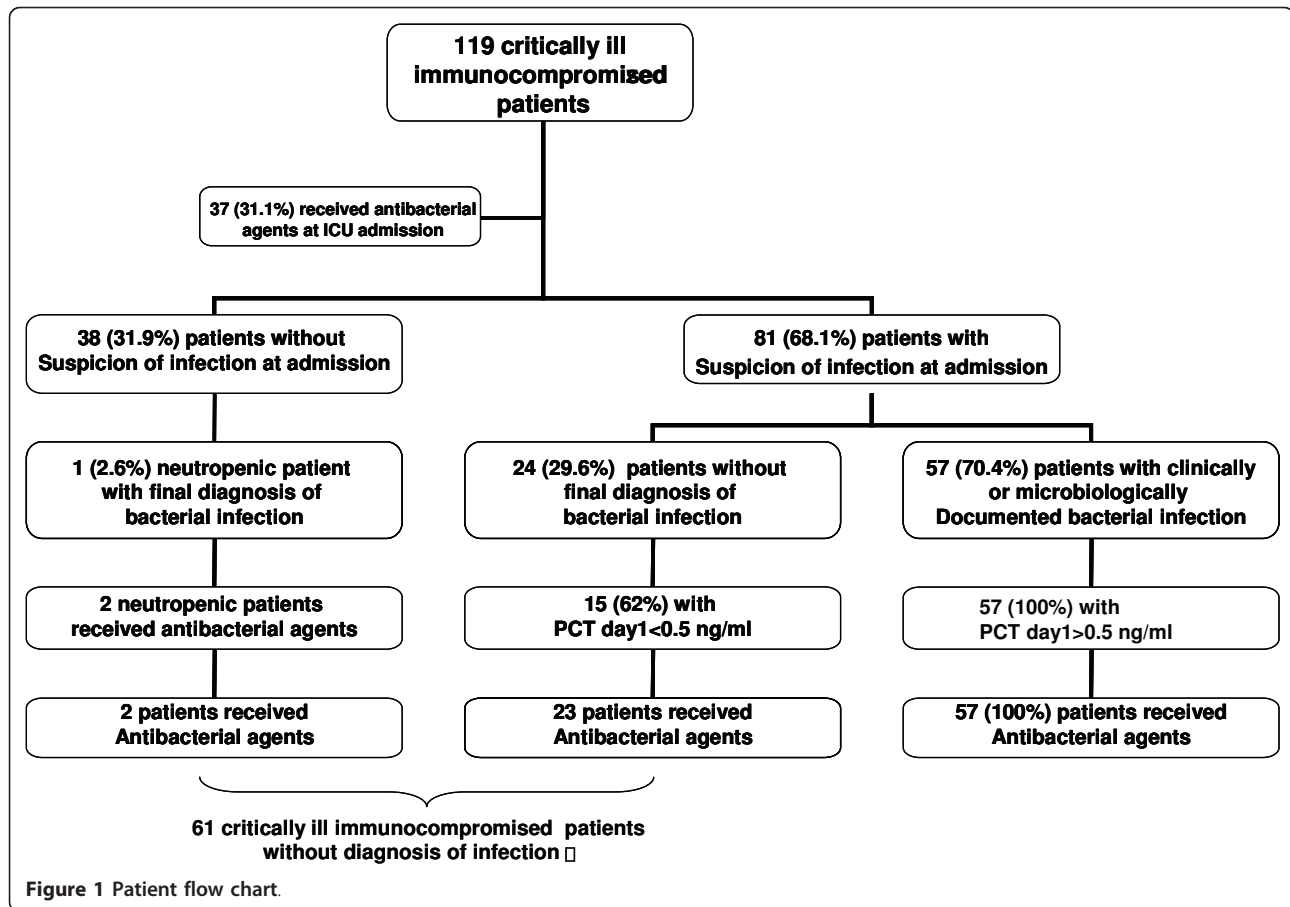 119 critically ill
immunocompromized
patients
37 (31.1%) received antibacterial
agents at ICU admission
38 (31.9%) patients without
Suspicion of infection at admission
81 (68.1%) patients with
Suspicion of infection at admission
1 (2.6%) neutropenic patient
with final diagnosis of
bacterial infection
24 (29.6%) patients without
final diagnosis of
bacterial infection
57 (70.4%) patients with clinically
or microbiologically
Documented bacterial infection
2 neutropenic patients
received antibacterial agents
15 (62%) with
PCT day1<0.5 ng/ml
57 (100%) with
PCT day1>0.5 ng/ml
2 patients received
Antibacterial agents
23 patients received
Antibacterial agents
57 (100%) patients received
Antibacterial agents
61 critically ill immunocompromised patients
without diagnosis of infection
Figure 1 Patient flow chart.